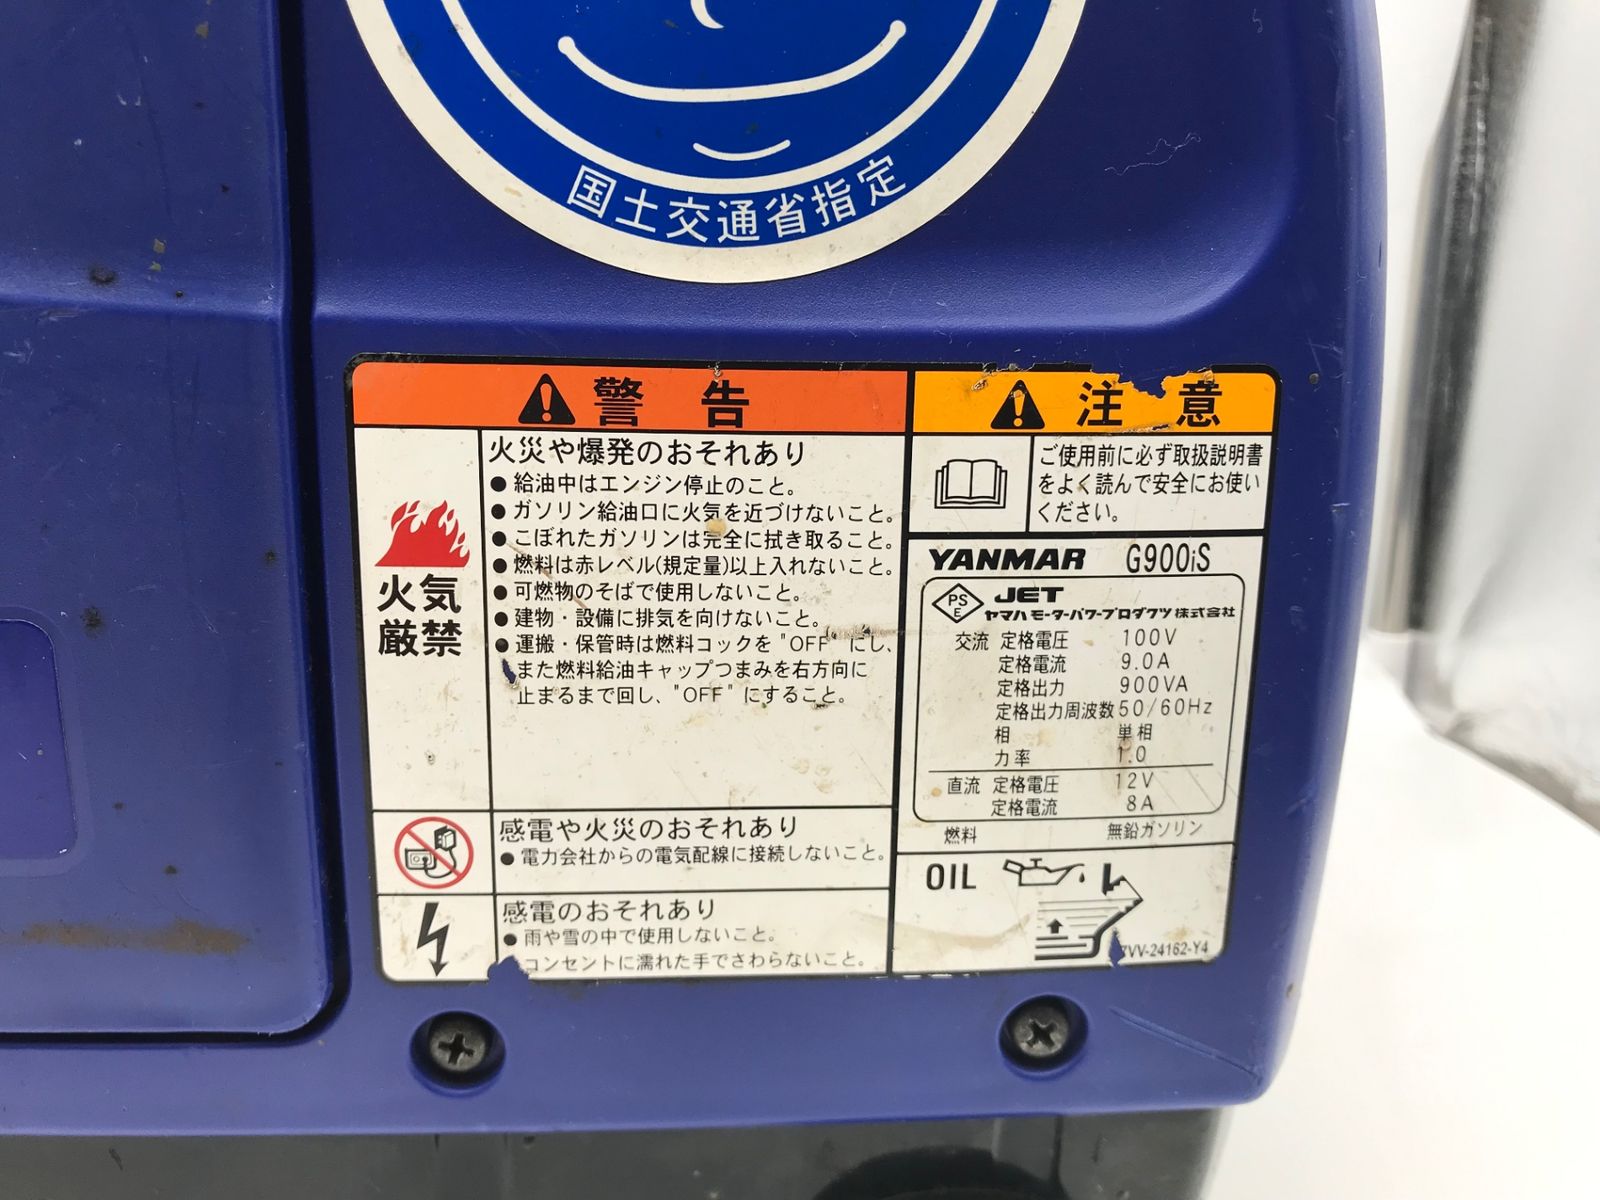 国土交通省指定
警告
火気
厳禁
火災や爆発のおそれあり
● 給油中はエンジン停止のこと。
● ガソリン給油口に火気を近づけないこと。
● こぼれたガソリンは完全に拭き取ること。
● 燃料は赤レベル(規定量)以上入れないこと。
● 可燃物のそばで使用しないこと。
● 建物・設備に排気を向けないこと。
● 運搬・保管時は燃料コックを "OFF" にし、
また燃料給油キャップつまみを右方向に
止まるまで回し、"OFF" にすること。
感電や火災のおそれあり
● 電力会社からの電気配線に接続しないこと。
感電のおそれあり
● 雨や雪の中で使用しないこと。
コンセントに濡れた手でさわらないこと。
注意
ご使用前に必ず取扱説明書
をよく読んで安全にお使い
ください。
YANMAR G900iS
PS
E
JET
ヤマハモーターパワープロダクツ株式会社
交流 定格電圧 100V
定格電流 9.0A
定格出力 900VA
定格出力周波数 50/60Hz
相 単相
力率 1.0
直流 定格電圧 12V
定格電流 8A
燃料 無鉛ガソリン
OIL
7VV-24162-Y4